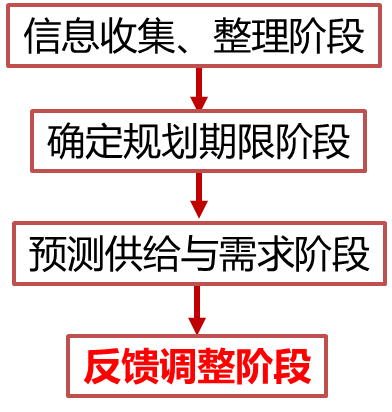 信息收集、整理阶段
确定规划期限阶段
预测供给与需求阶段
反馈调整阶段